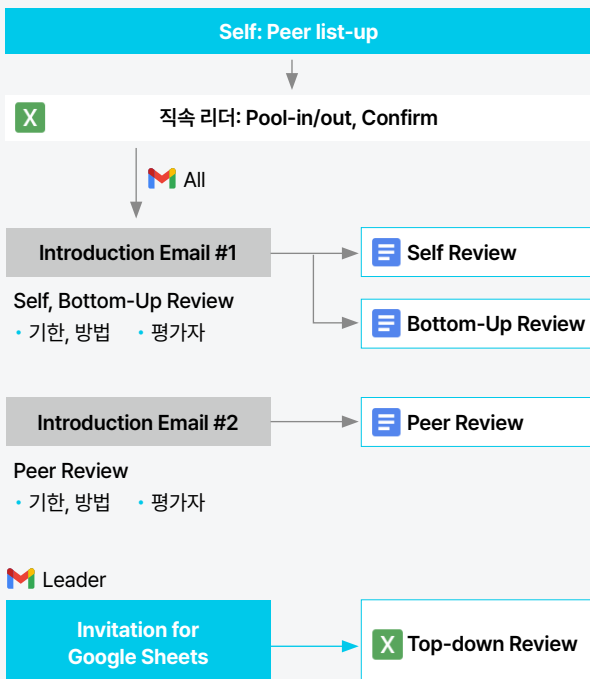 Self: Peer list-up
X
직속 리더: Pool-in/out, Confirm
All
Introduction Email #1
Self Review
Self, Bottom-Up Review
• 기한, 방법 • 평가자
Bottom-Up Review
Introduction Email #2
Peer Review
Peer Review
• 기한, 방법 • 평가자
Leader
Invitation for
Google Sheets
X Top-down Review